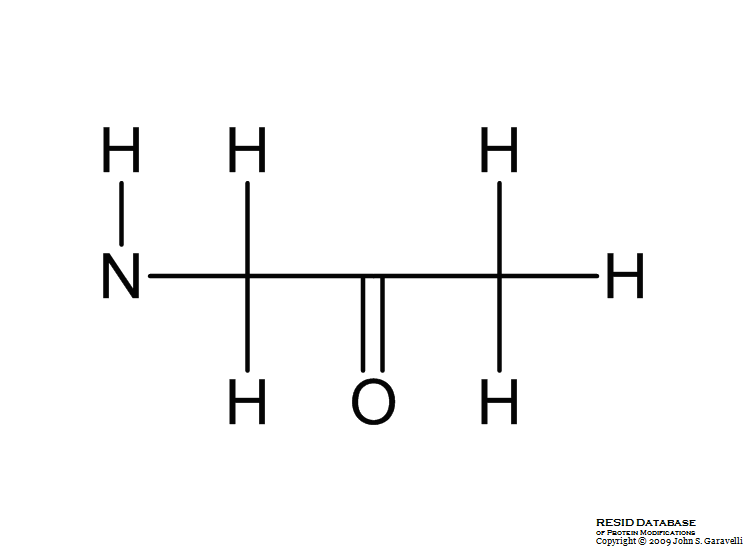 H H H
N H
H O H
RESID DATABASE
OF PROTEIN MODIFICATIONS
Copyright © 2009 John S. Garavelli